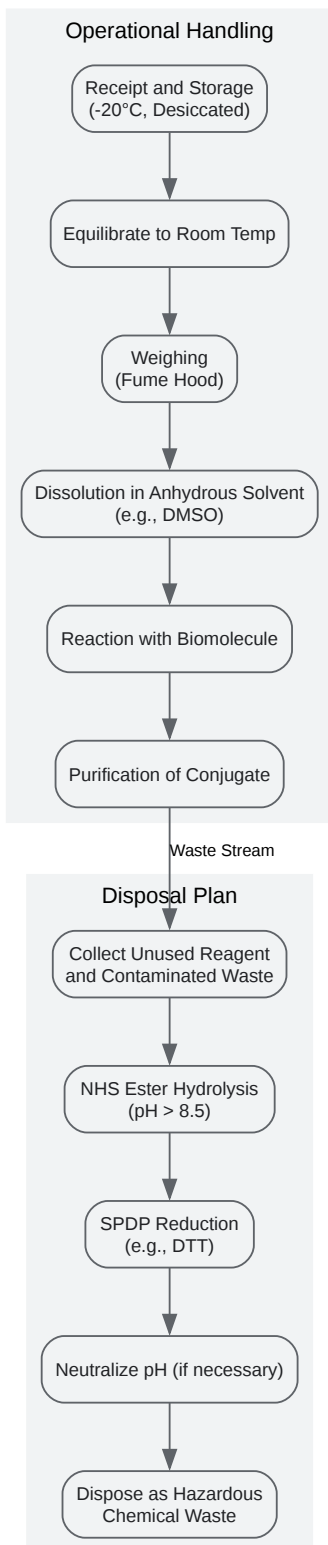 Operational Handling
Receipt and Storage
(-20°C, Desiccated)
Equilibrate to Room Temp
Weighing
(Fume Hood)
Dissolution in Anhydrous Solvent
(e.g., DMSO)
Reaction with Biomolecule
Purification of Conjugate
Waste Stream
Disposal Plan
Collect Unused Reagent
and Contaminated Waste
NHS Ester Hydrolysis
(pH > 8.5)
SPDP Reduction
(e.g., DTT)
Neutralize pH (if necessary)
Dispose as Hazardous
Chemical Waste